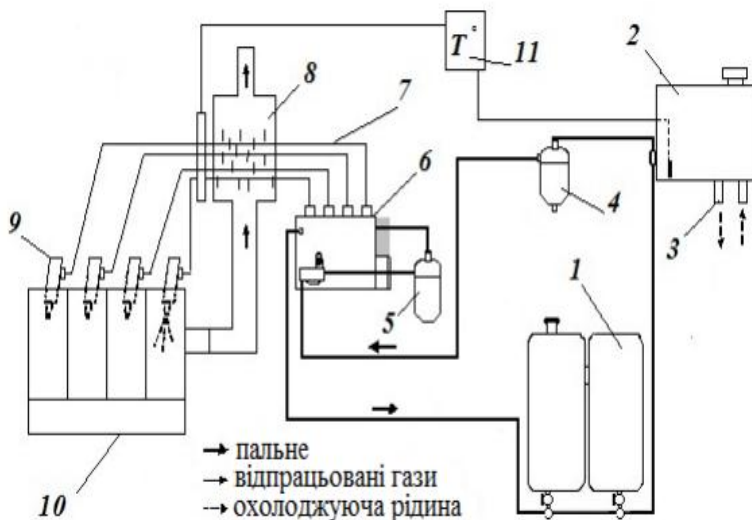 2
T°
11
8
7
6
4
3
9
1
5
пальне
відпрацьовані гази
охолоджуюча рідина
10